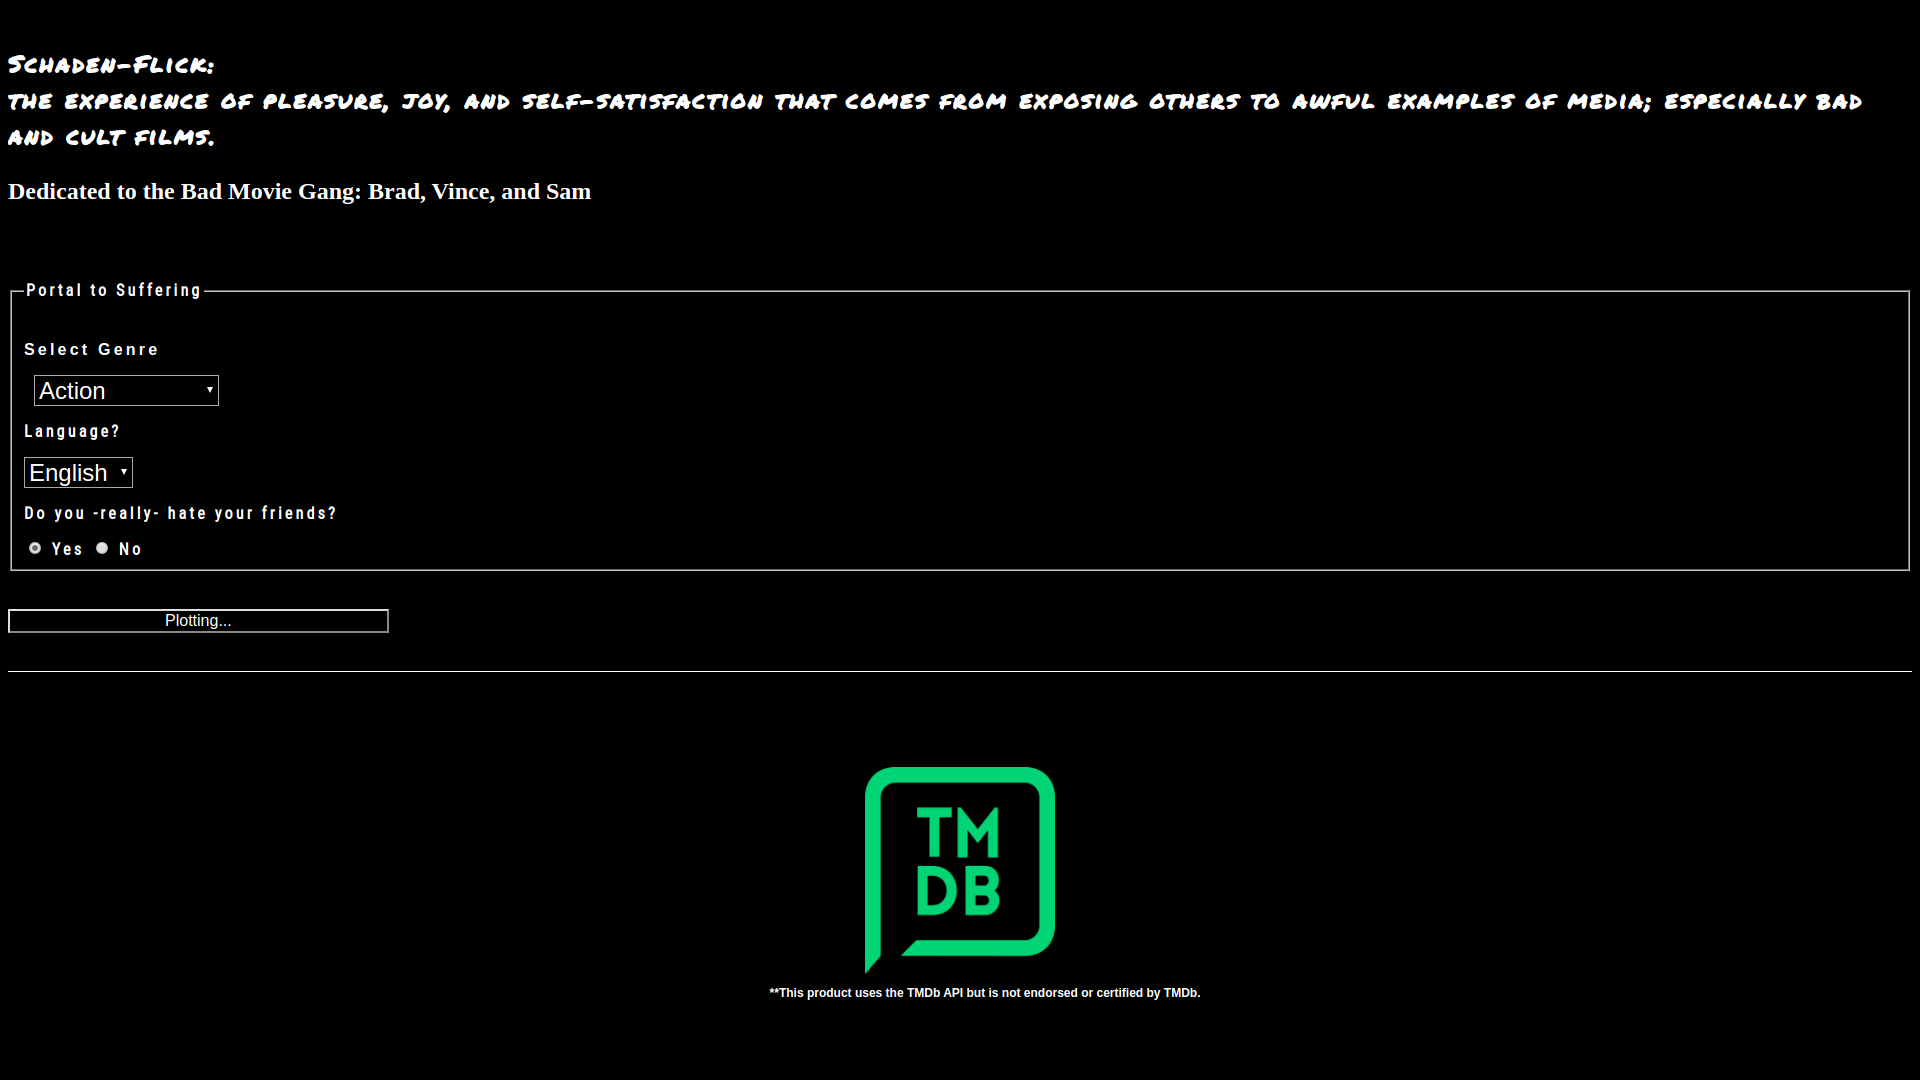 Schaden-Flick:
the experience of pleasure, joy, and self-satisfaction that comes from exposing others to awful examples of media; especially bad
and cult films.
Dedicated to the Bad Movie Gang: Brad, Vince, and Sam
Portal to Suffering
Select Genre
Action
Language?
English
Do you -really- hate your friends?
Yes No
Plotting...
TM
DB
**This product uses the TMDb API but is not endorsed or certified by TMDb.